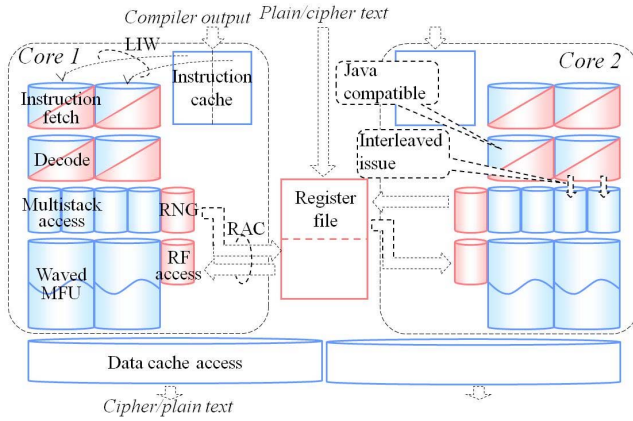 Compiler output
Plain/cipher text
Core 1
LIW
Instruction
cache
Instruction
fetch
Decode
Multistack
access
RNG
RAC
Waved
MFU
RF
access
Register
file
Core 2
Java
compatible
Interleaved
issue
Data cache access
Cipher/plain text